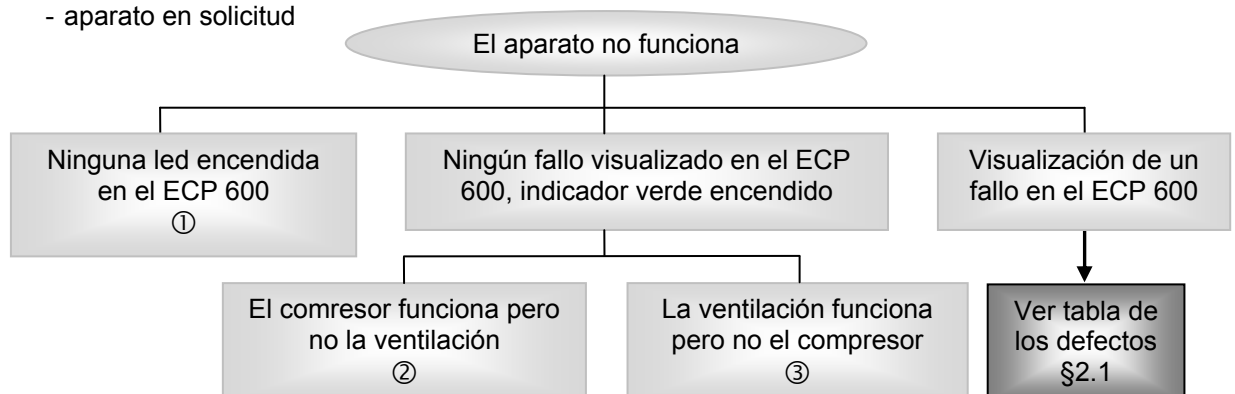 - aparato en solicitud
El aparato no funciona
Ninguna led encendida
en el ECP 600
①
Ningún fallo visualizado en el ECP
600, indicador verde encendido
Visualización de un
fallo en el ECP 600
El comresor funciona pero
no la ventilación
②
La ventilación funciona
pero no el compresor
③
Ver tabla de
los defectos
§2.1